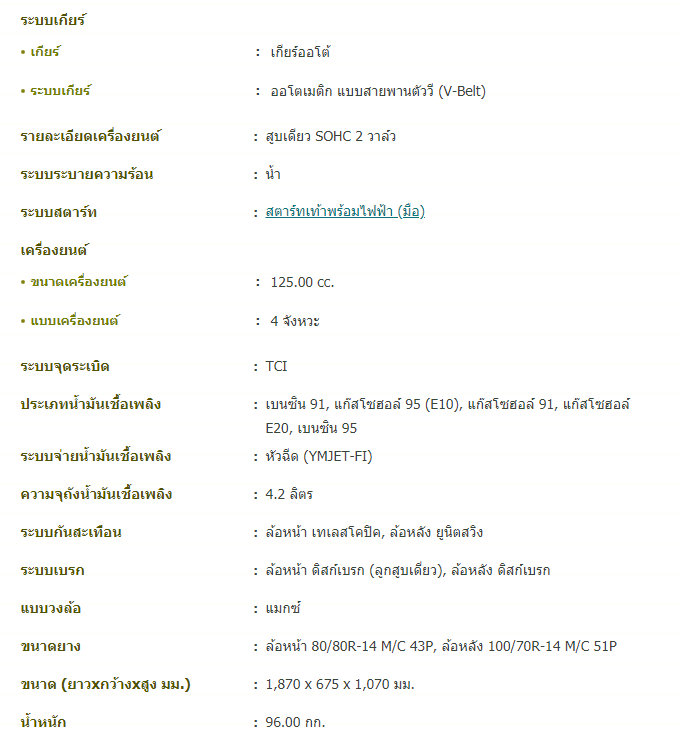 ระบบเกียร์
• เกียร์ : เกียร์ออโต้
• ระบบเกียร์ : ออโตเมติก แบบสายพานตัววี (V-Belt)
รายละเอียดเครื่องยนต์ : สูบเดียว SOHC 2 วาล์ว
ระบบระบายความร้อน : น้ำ
ระบบสตาร์ท : สตาร์ทเท้าพร้อมไฟฟ้า (มือ)
เครื่องยนต์
• ขนาดเครื่องยนต์ : 125.00 cc.
• แบบเครื่องยนต์ : 4 จังหวะ
ระบบจุดระเบิด : TCI
ประเภทน้ำมันเชื้อเพลิง : เบนซิน 91, แก๊สโซฮอล์ 95 (E10), แก๊สโซฮอล์ 91, แก๊สโซฮอล์
E20, เบนซิน 95
ระบบจ่ายน้ำมันเชื้อเพลิง : หัวฉีด (YMJET-FI)
ความจุถังน้ำมันเชื้อเพลิง : 4.2 ลิตร
ระบบกันสะเทือน : ล้อหน้า เทเลสโคปิค, ล้อหลัง ยูนิตสวิง
ระบบเบรก : ล้อหน้า ดิสก์เบรก (ลูกสูบเดี่ยว), ล้อหลัง ดิสก์เบรก
แบบวงล้อ : แมกซ์
ขนาดยาง : ล้อหน้า 80/80R-14 M/C 43P, ล้อหลัง 100/70R-14 M/C 51P
ขนาด (ยาวxกว้างxสูง มม.) : 1,870 x 675 x 1,070 มม.
น้ำหนัก : 96.00 กก.